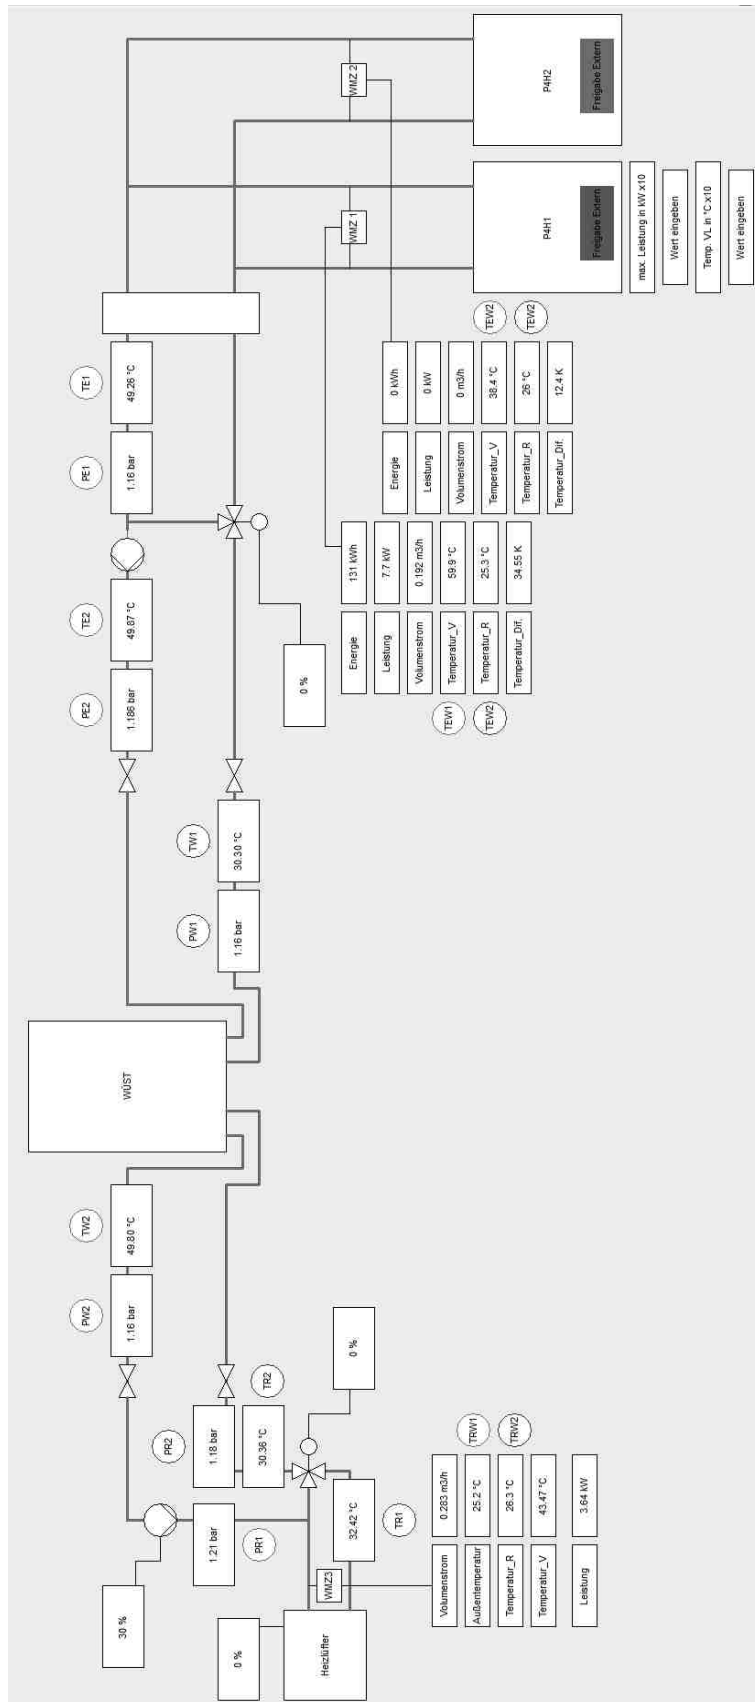 PW2
TW2
PE2
TE2
PE1
TE1
30 %
1.16 bar
49.80 °C
WÜST
1.186 bar
49.87 °C
1.16 bar
49.26 °C
PR2
PW1
TW1
1.21 bar
1.18 bar
1.16 bar
30.30 °C
0 %
PR1
30.36 °C
TR2
Heizlüfter
WMZ3
32.42 °C
0 %
0 %
WMZ 1
WMZ 2
TR1
Energie
131 kWh
Leistung
7.7 kW
Volumenstrom
0.192 m3/h
TEW1
Temperatur_V
59.9 °C
TEW2
Temperatur_R
25.3 °C
Temperatur_Dif.
34.55 K
Energie
0 kWh
Leistung
0 kW
Volumenstrom
0 m3/h
Temperatur_V
38.4 °C
TEW2
Temperatur_R
26 °C
TEW2
Temperatur_Dif.
12.4 K
P4H1
Freigabe Extern
P4H2
Freigabe Extern
max. Leistung in kW x10
Wert eingeben
Temp. VL in °C x10
Wert eingeben
Volumenstrom
0.283 m3/h
Außentemperatur
25.2 °C
TRW1
Temperatur_R
26.3 °C
TRW2
Temperatur_V
43.47 °C
Leistung
3.64 kW